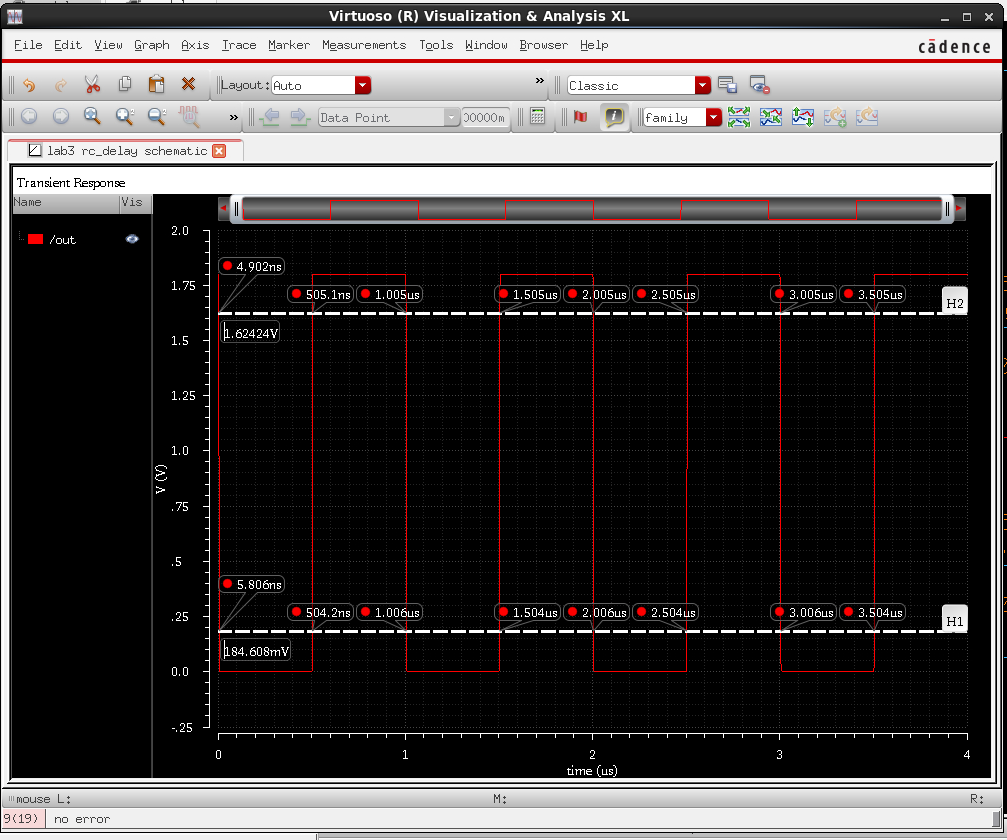 Virtuoso (R) Visualization & Analysis XL
File Edit View Graph Axis Trace Marker Measurements Tools Window Browser Help
cādence
Layout: Auto » Classic
» Data Point 00000m family
lab3 rc_delay schematic
Transient Response
Name Vis
/out
2.0
4.902ns
1.75
505.1ns 1.005us 1.505us 2.005us 2.505us 3.005us 3.505us
H2
1.62424V
1.5
1.25
1.0
V (V)
.75
.5
5.806ns
.25
504.2ns 1.006us 1.504us 2.006us 2.504us 3.006us 3.504us
H1
184.608mV
0.0
-.25
0 1 2 3 4
time (us)
mouse L: M: R:
9(19) no error